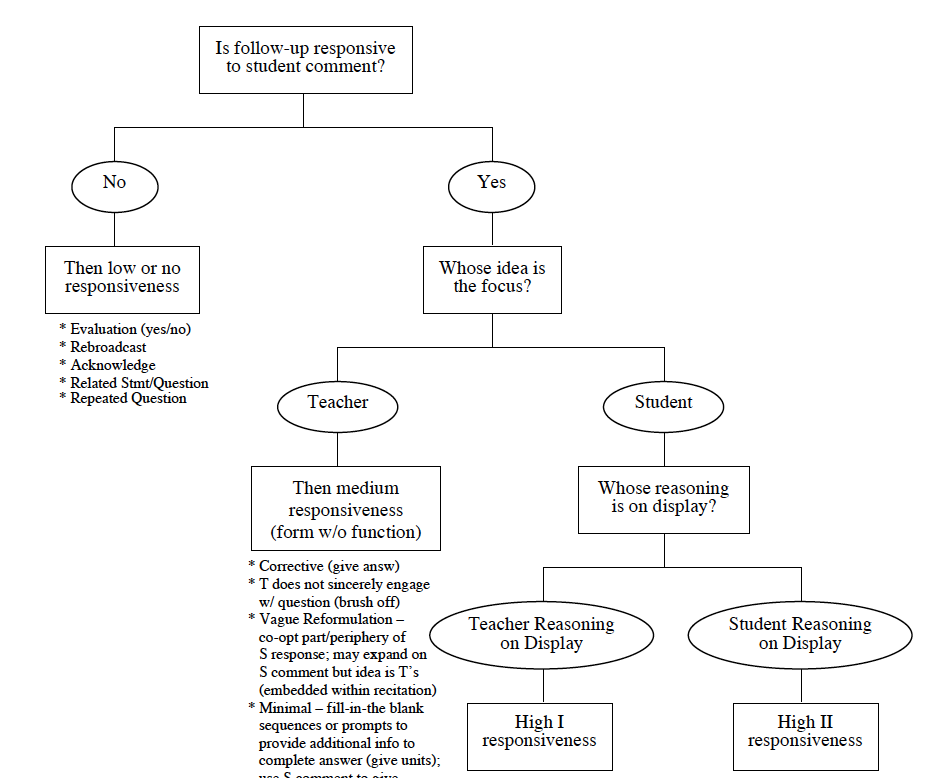 Is follow-up responsive
to student comment?
No
Yes
Then low or no
responsiveness
Whose idea is
the focus?
* Evaluation (yes/no)
* Rebroadcast
* Acknowledge
* Related Stmt/Question
* Repeated Question
Teacher
Student
Then medium
responsiveness
(form w/o function)
Whose reasoning
is on display?
* Corrective (give answ)
* T does not sincerely engage
w/ question (brush off)
* Vague Reformulation –
co-opt part/periphery of
S response; may expand on
S comment but idea is T's
(embedded within recitation)
* Minimal – fill-in-the blank
sequences or prompts to
provide additional info to
complete answer (give units);
use S comment to give
Teacher Reasoning
on Display
Student Reasoning
on Display
High I
responsiveness
High II
responsiveness